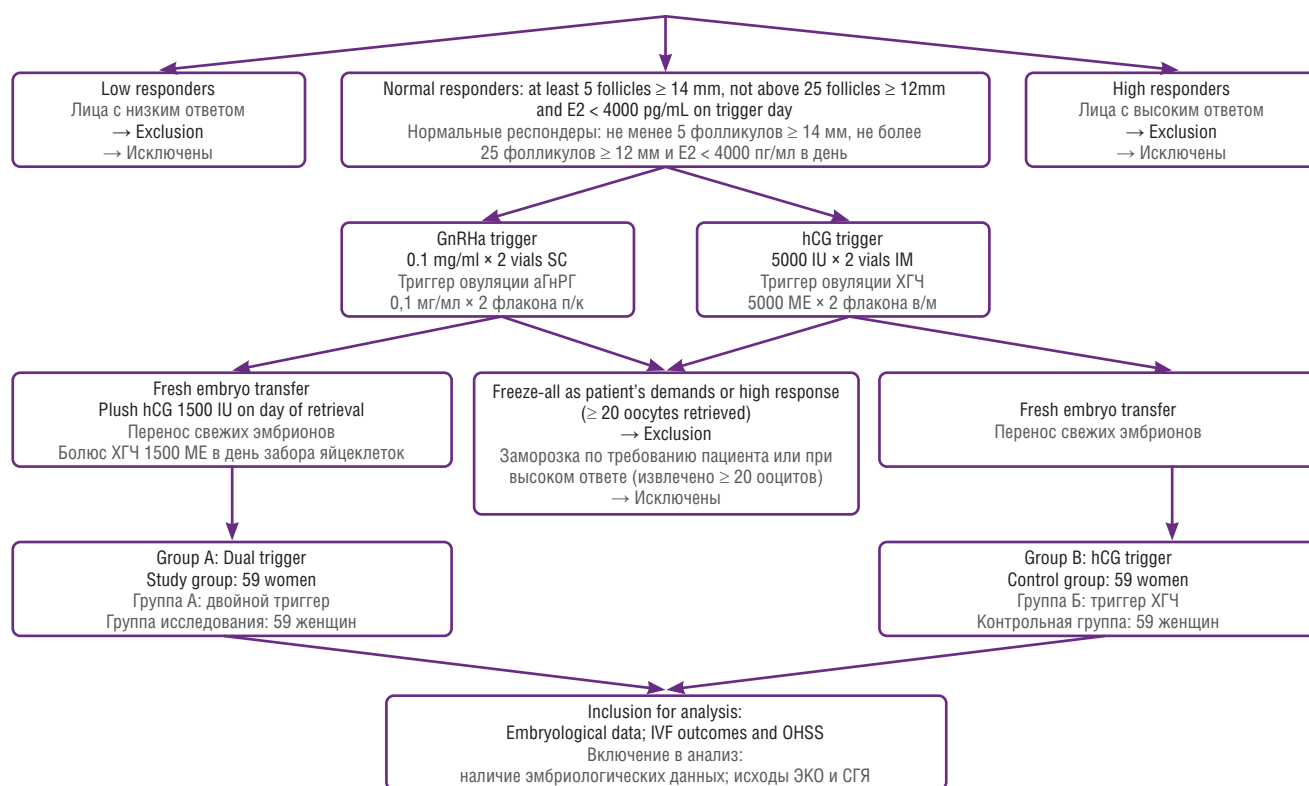 Low responders
Лица с низким ответом
→ Exclusion
→ Исключены
Normal responders: at least 5 follicles ≥ 14 mm, not above 25 follicles ≥ 12mm
and E2 < 4000 pg/mL on trigger day
Нормальные респондеры: не менее 5 фолликулов ≥ 14 мм, не более
25 фолликулов ≥ 12 мм и E2 < 4000 пг/мл в день
High responders
Лица с высоким ответом
→ Exclusion
→ Исключены
GnRHa trigger
0.1 mg/ml × 2 vials SC
Триггер овуляции аГнРГ
0,1 мг/мл × 2 флакона п/к
hCG trigger
5000 IU × 2 vials IM
Триггер овуляции ХГЧ
5000 МЕ × 2 флакона в/м
Fresh embryo transfer
Plush hCG 1500 IU on day of retrieval
Перенос свежих эмбрионов
Болюс ХГЧ 1500 МЕ в день забора яйцеклеток
Freeze-all as patient’s demands or high response
(≥ 20 oocytes retrieved)
→ Exclusion
Заморозка по требованию пациента или при
высоком ответе (извлечено ≥ 20 ооцитов)
→ Исключены
Fresh embryo transfer
Перенос свежих эмбрионов
Group A: Dual trigger
Study group: 59 women
Группа А: двойной триггер
Группа исследования: 59 женщин
Group B: hCG trigger
Control group: 59 women
Группа Б: триггер ХГЧ
Контрольная группа: 59 женщин
Inclusion for analysis:
Embryological data; IVF outcomes and OHSS
Включение в анализ:
наличие эмбриологических данных; исходы ЭКО и СГЯ